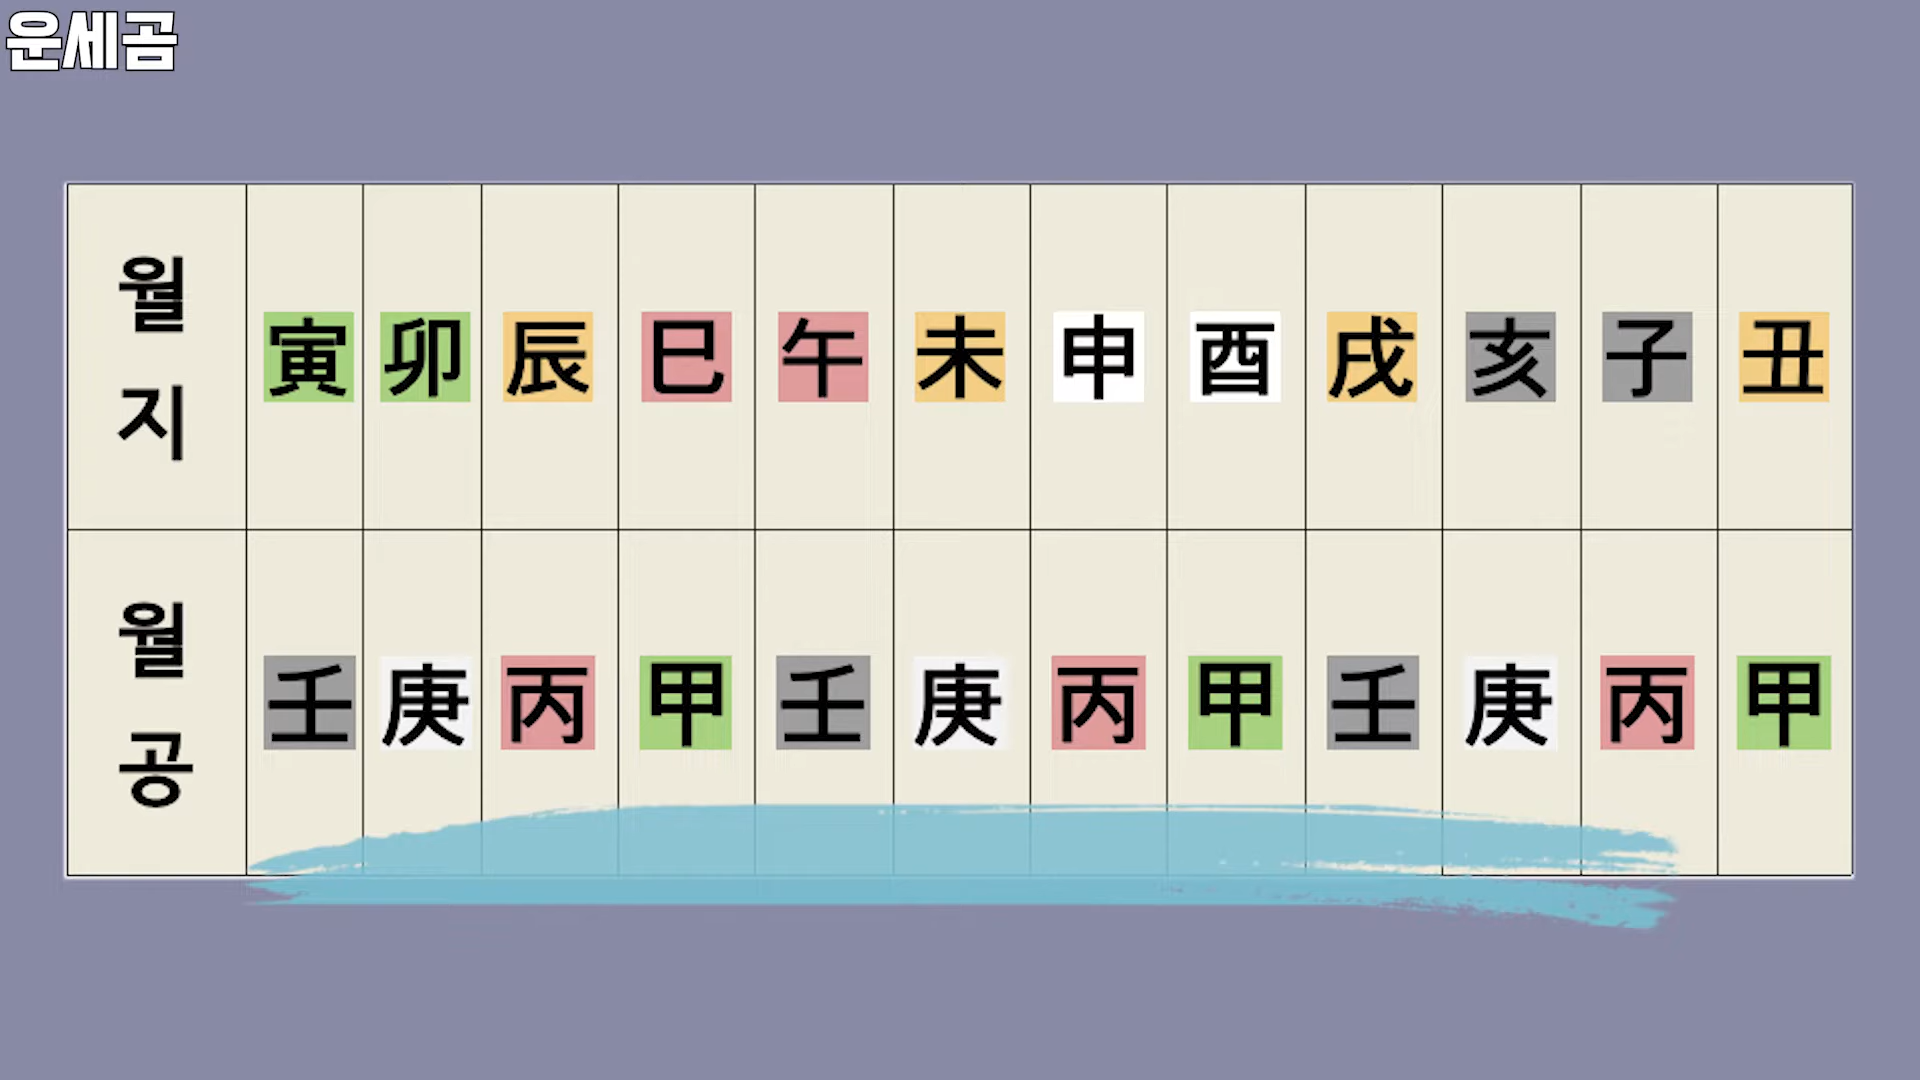 운세곰
월지 寅 卯 辰 巳 午 未 申 酉 戌 亥 子 丑
월공 壬 庚 丙 甲 壬 庚 丙 甲 壬 庚 丙 甲